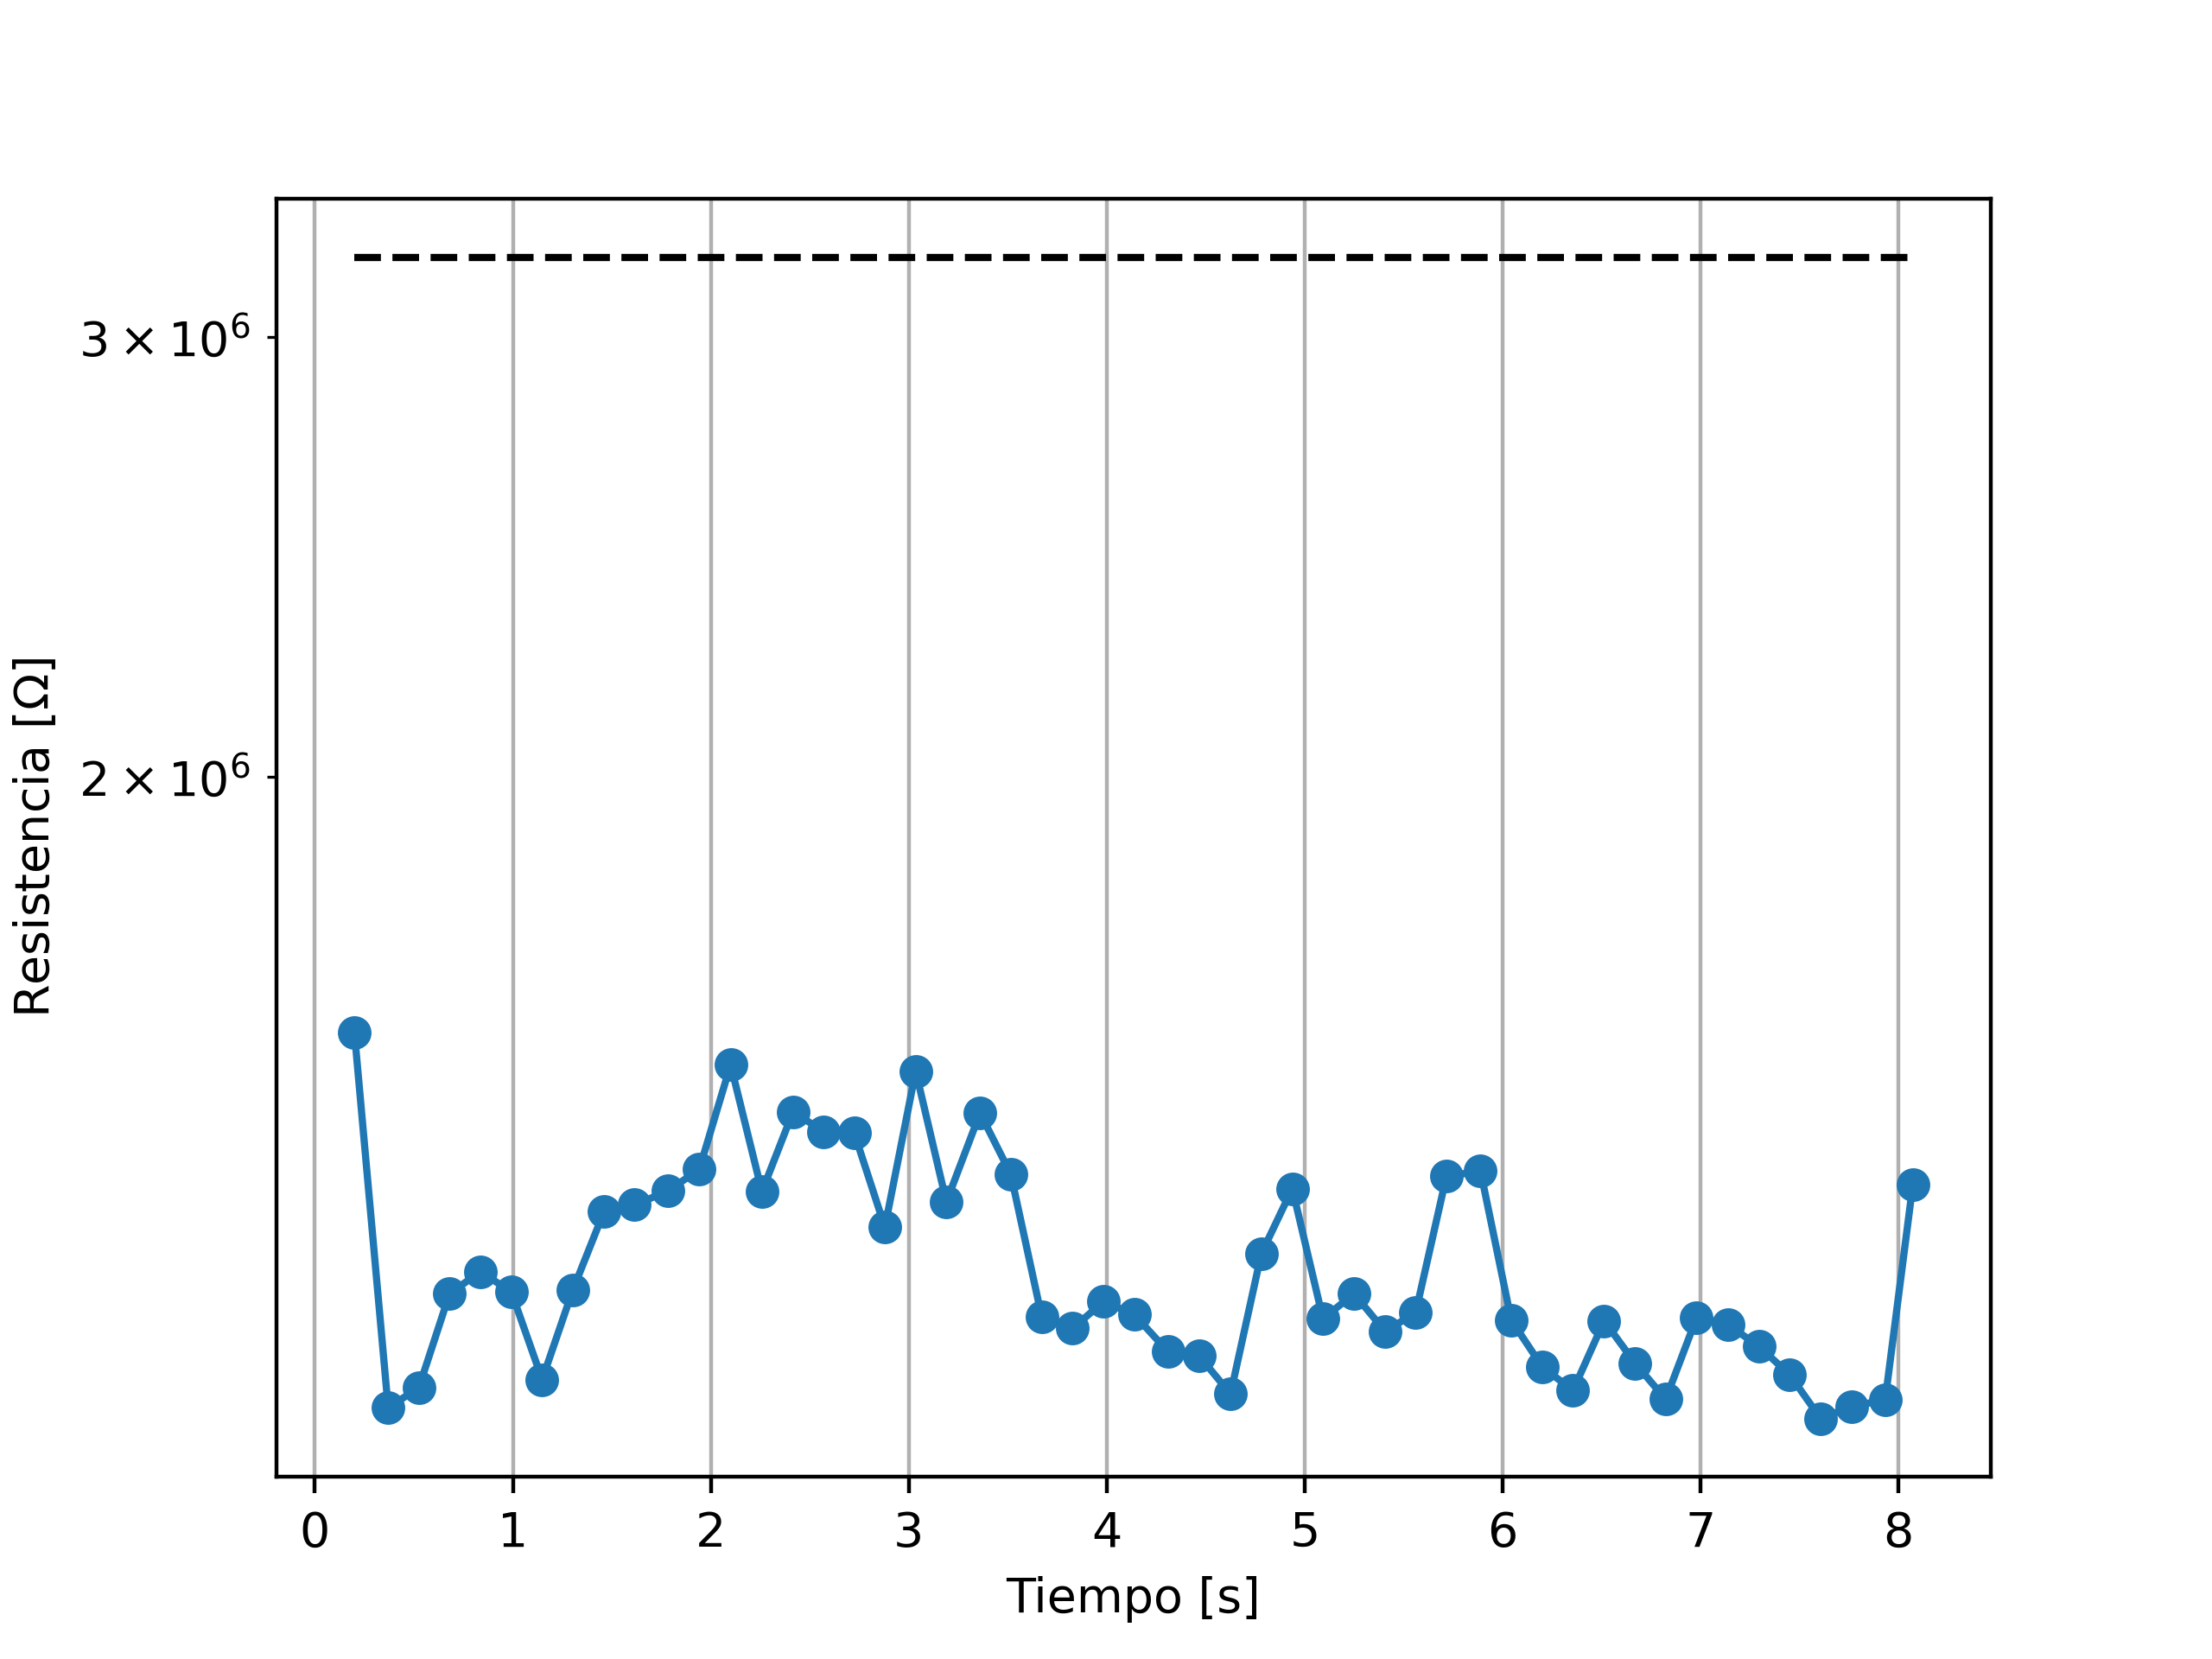 Resistencia [Ω]
3 × 10⁶
2 × 10⁶
0 1 2 3 4 5 6 7 8
Tiempo [s]